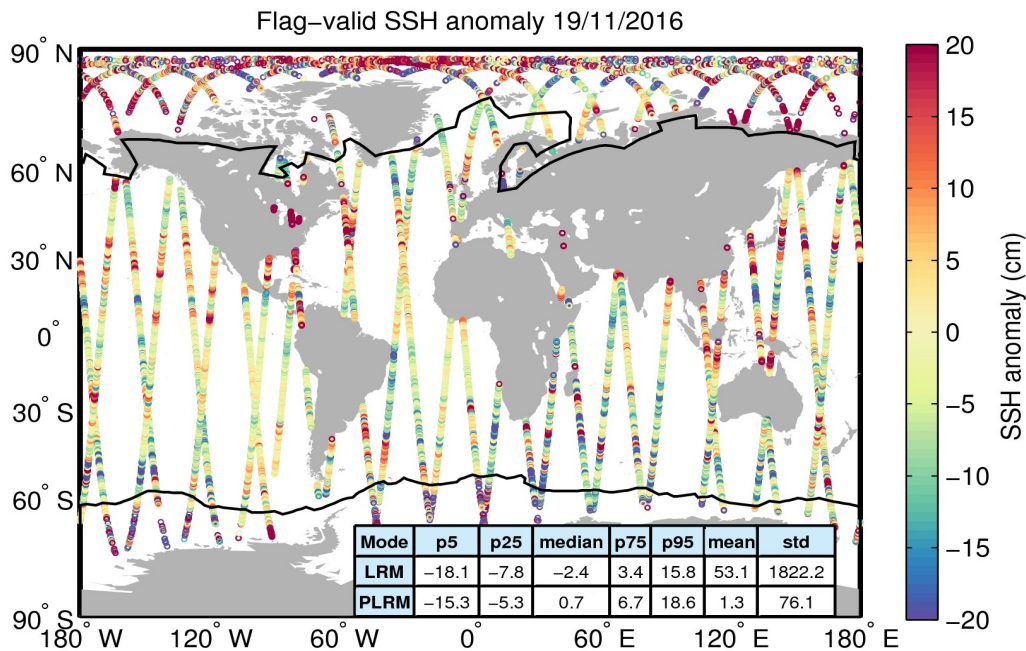 Flag−valid SSH anomaly 19/11/2016
90° N
60° N
30° N
0°
30° S
60° S
90° S
180° W
120° W
60° W
0°
60° E
120° E
180° E
Mode p5 p25 median p75 p95 mean std
LRM −18.1 −7.8 −2.4 3.4 15.8 53.1 1822.2
PLRM −15.3 −5.3 0.7 6.7 18.6 1.3 76.1
20
15
10
5
0
−5
−10
−15
−20
SSH anomaly (cm)